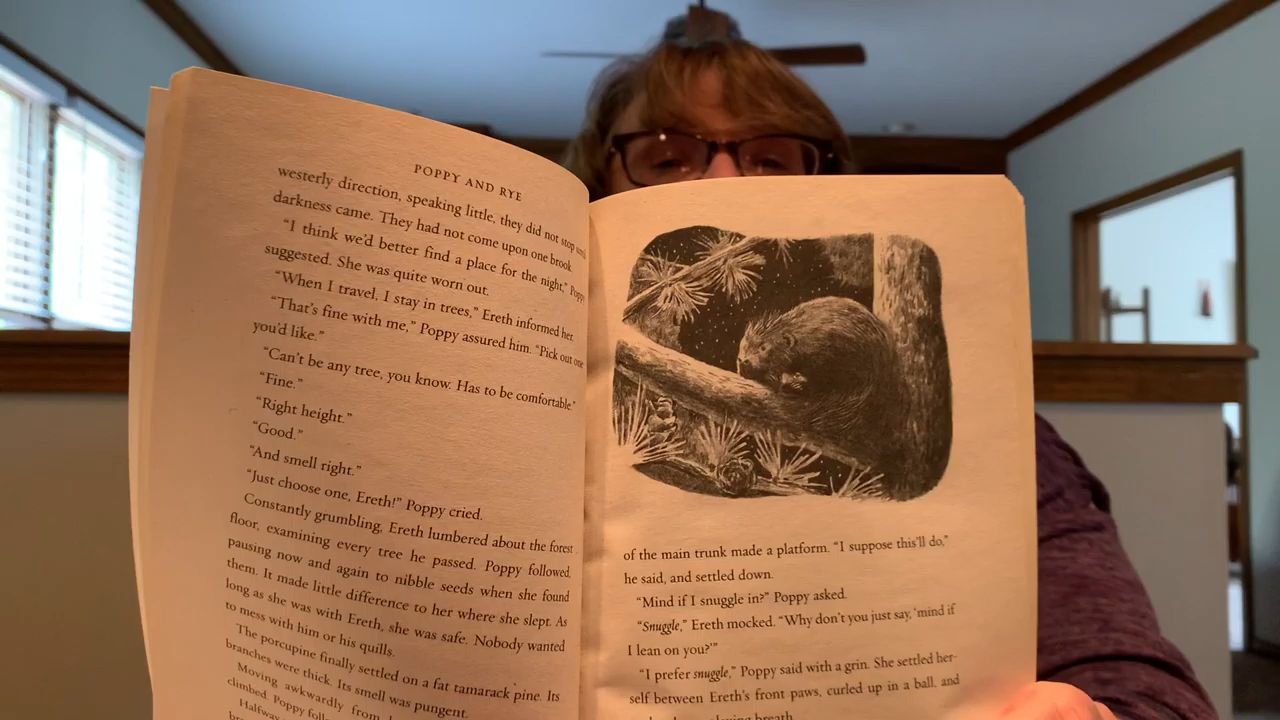 POPPY AND RYE
westerly direction, speaking little, they did not stop until
darkness came. They had not come upon one brook.
“I think we’d better find a place for the night,” Poppy
suggested. She was quite worn out.
“When I travel, I stay in trees,” Ereth informed her.
“That’s fine with me,” Poppy assured him. “Pick out one
you’d like.”
“Can’t be any tree, you know. Has to be comfortable.”
“Fine.”
“Right height.”
“Good.”
“And smell right.”
“Just choose one, Ereth!” Poppy cried.
Constantly grumbling, Ereth lumbered about the forest
floor, examining every tree he passed. Poppy followed,
pausing now and again to nibble seeds when she found
them. It made little difference to her where she slept. As
long as she was with Ereth, she was safe. Nobody wanted
to mess with him or his quills.
The porcupine finally settled on a fat tamarack pine. Its
branches were thick. Its smell was pungent.
Moving awkwardly from
climbed. Poppy
Halfway
of the main trunk made a platform. “I suppose this’ll do,”
he said, and settled down.
“Mind if I snuggle in?” Poppy asked.
“Snuggle,” Ereth mocked. “Why don’t you just say, ‘mind if
I lean on you?’”
“I prefer snuggle,” Poppy said with a grin. She settled her-
self between Ereth’s front paws, curled up in a ball, and
breath.